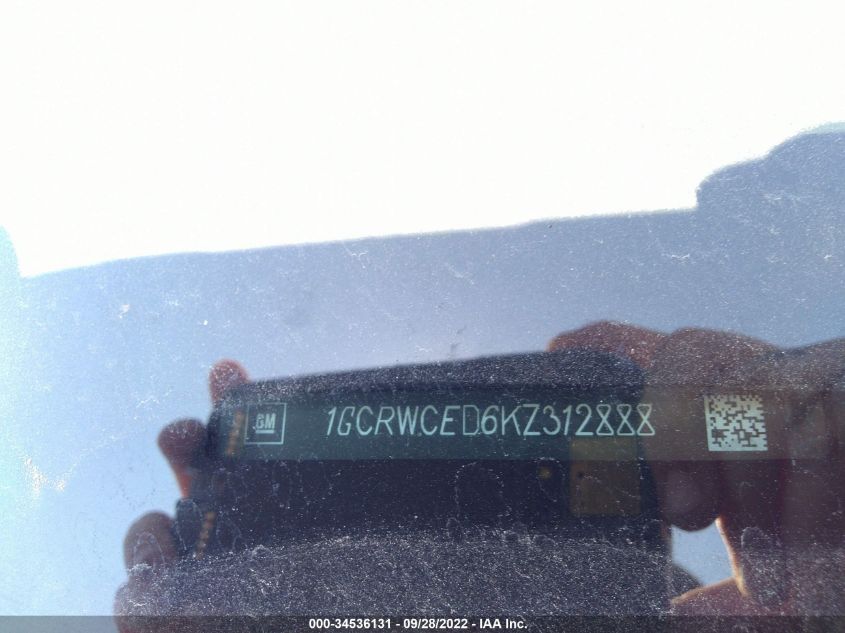 GM 1GCRWCED6KZ312888
000-34536131 - 09/28/2022 - IAA Inc.